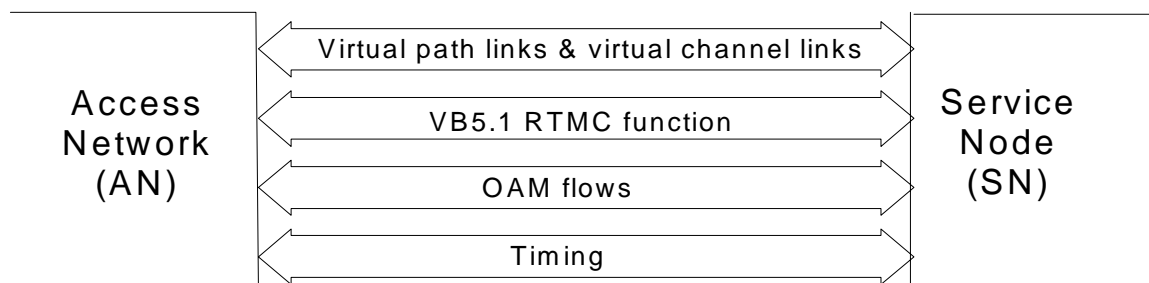 Virtual path links & virtual channel links
Access
Network
(AN)
VB5.1 RTMC function
Service
Node
(SN)
OAM flows
Timing